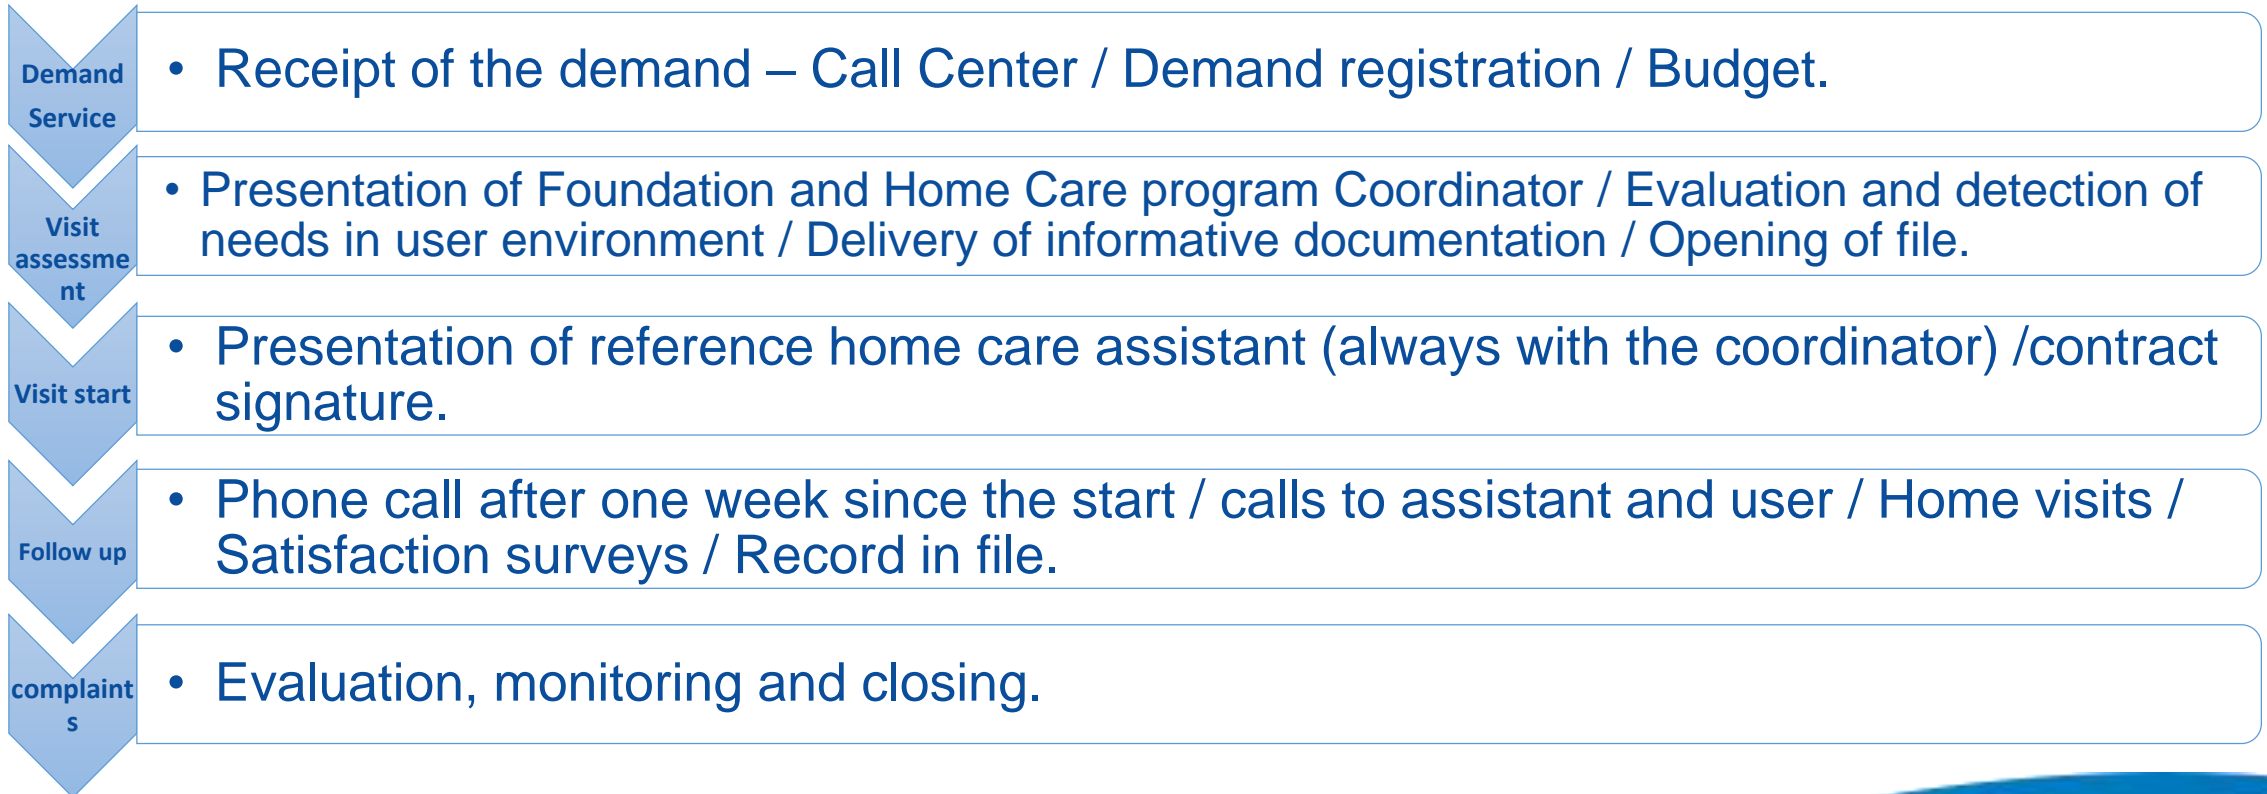 Demand
Service
• Receipt of the demand – Call Center / Demand registration / Budget.
Visit
assessme
nt
• Presentation of Foundation and Home Care program Coordinator / Evaluation and detection of
needs in user environment / Delivery of informative documentation / Opening of file.
Visit start
• Presentation of reference home care assistant (always with the coordinator) /contract
signature.
Follow up
• Phone call after one week since the start / calls to assistant and user / Home visits /
Satisfaction surveys / Record in file.
complaint
s
• Evaluation, monitoring and closing.